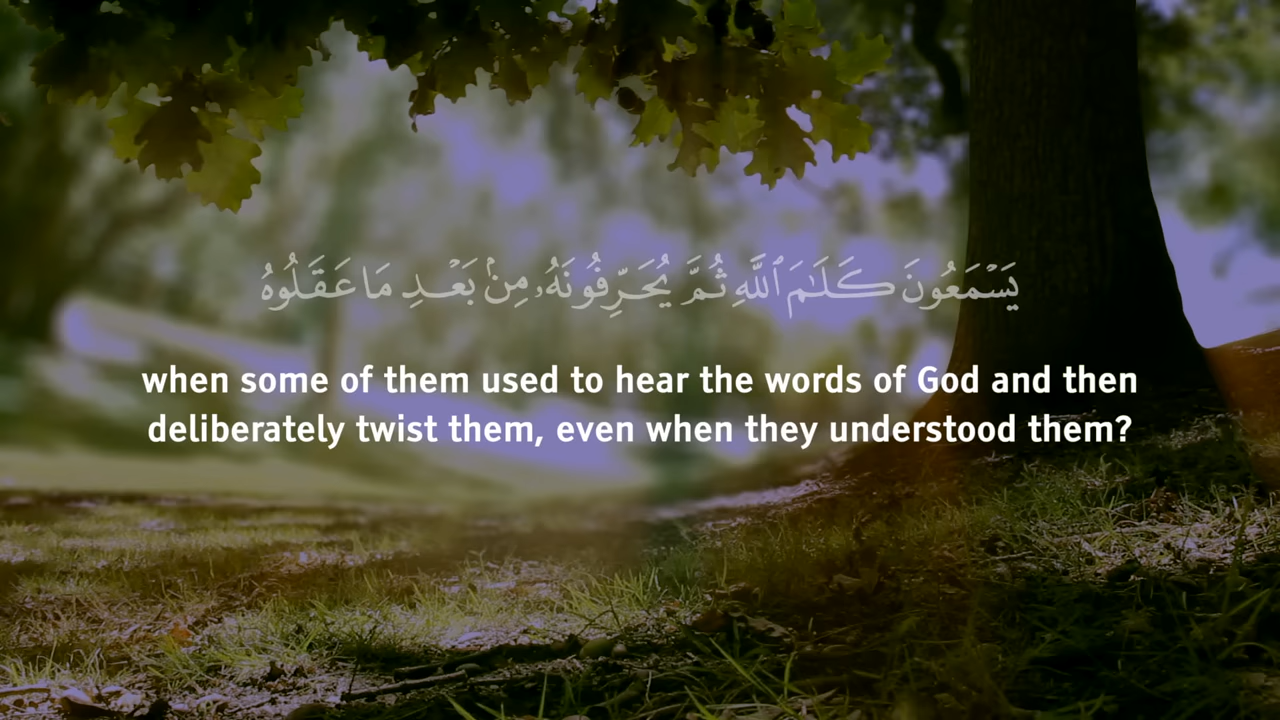 يَسْمَعُونَ كَلَـٰمَ ٱللَّهِ ثُمَّ يُحَرِّفُونَهُۥ مِنۢ بَعْدِ مَا عَقَلُوهُ
when some of them used to hear the words of God and then
deliberately twist them, even when they understood them?